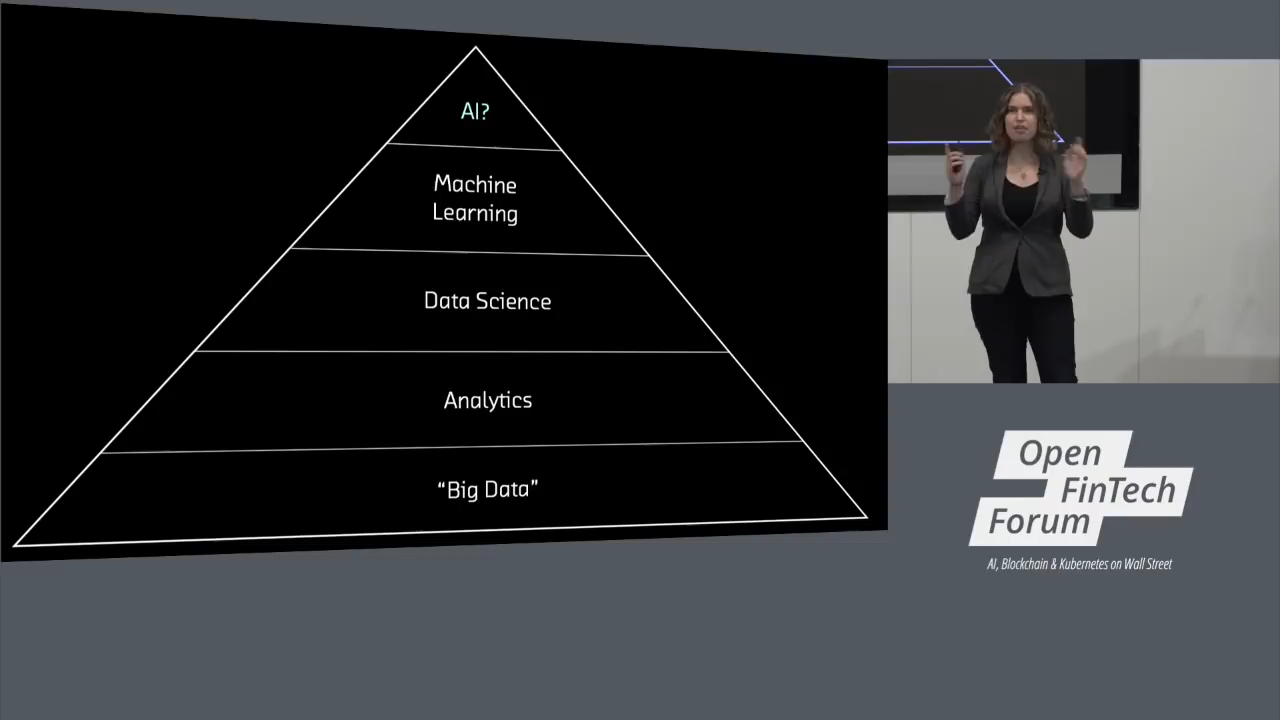 AI?
Machine
Learning
Data Science
Analytics
“Big Data”
Open
FinTech
Forum
AI, Blockchain & Kubernetes on Wall Street